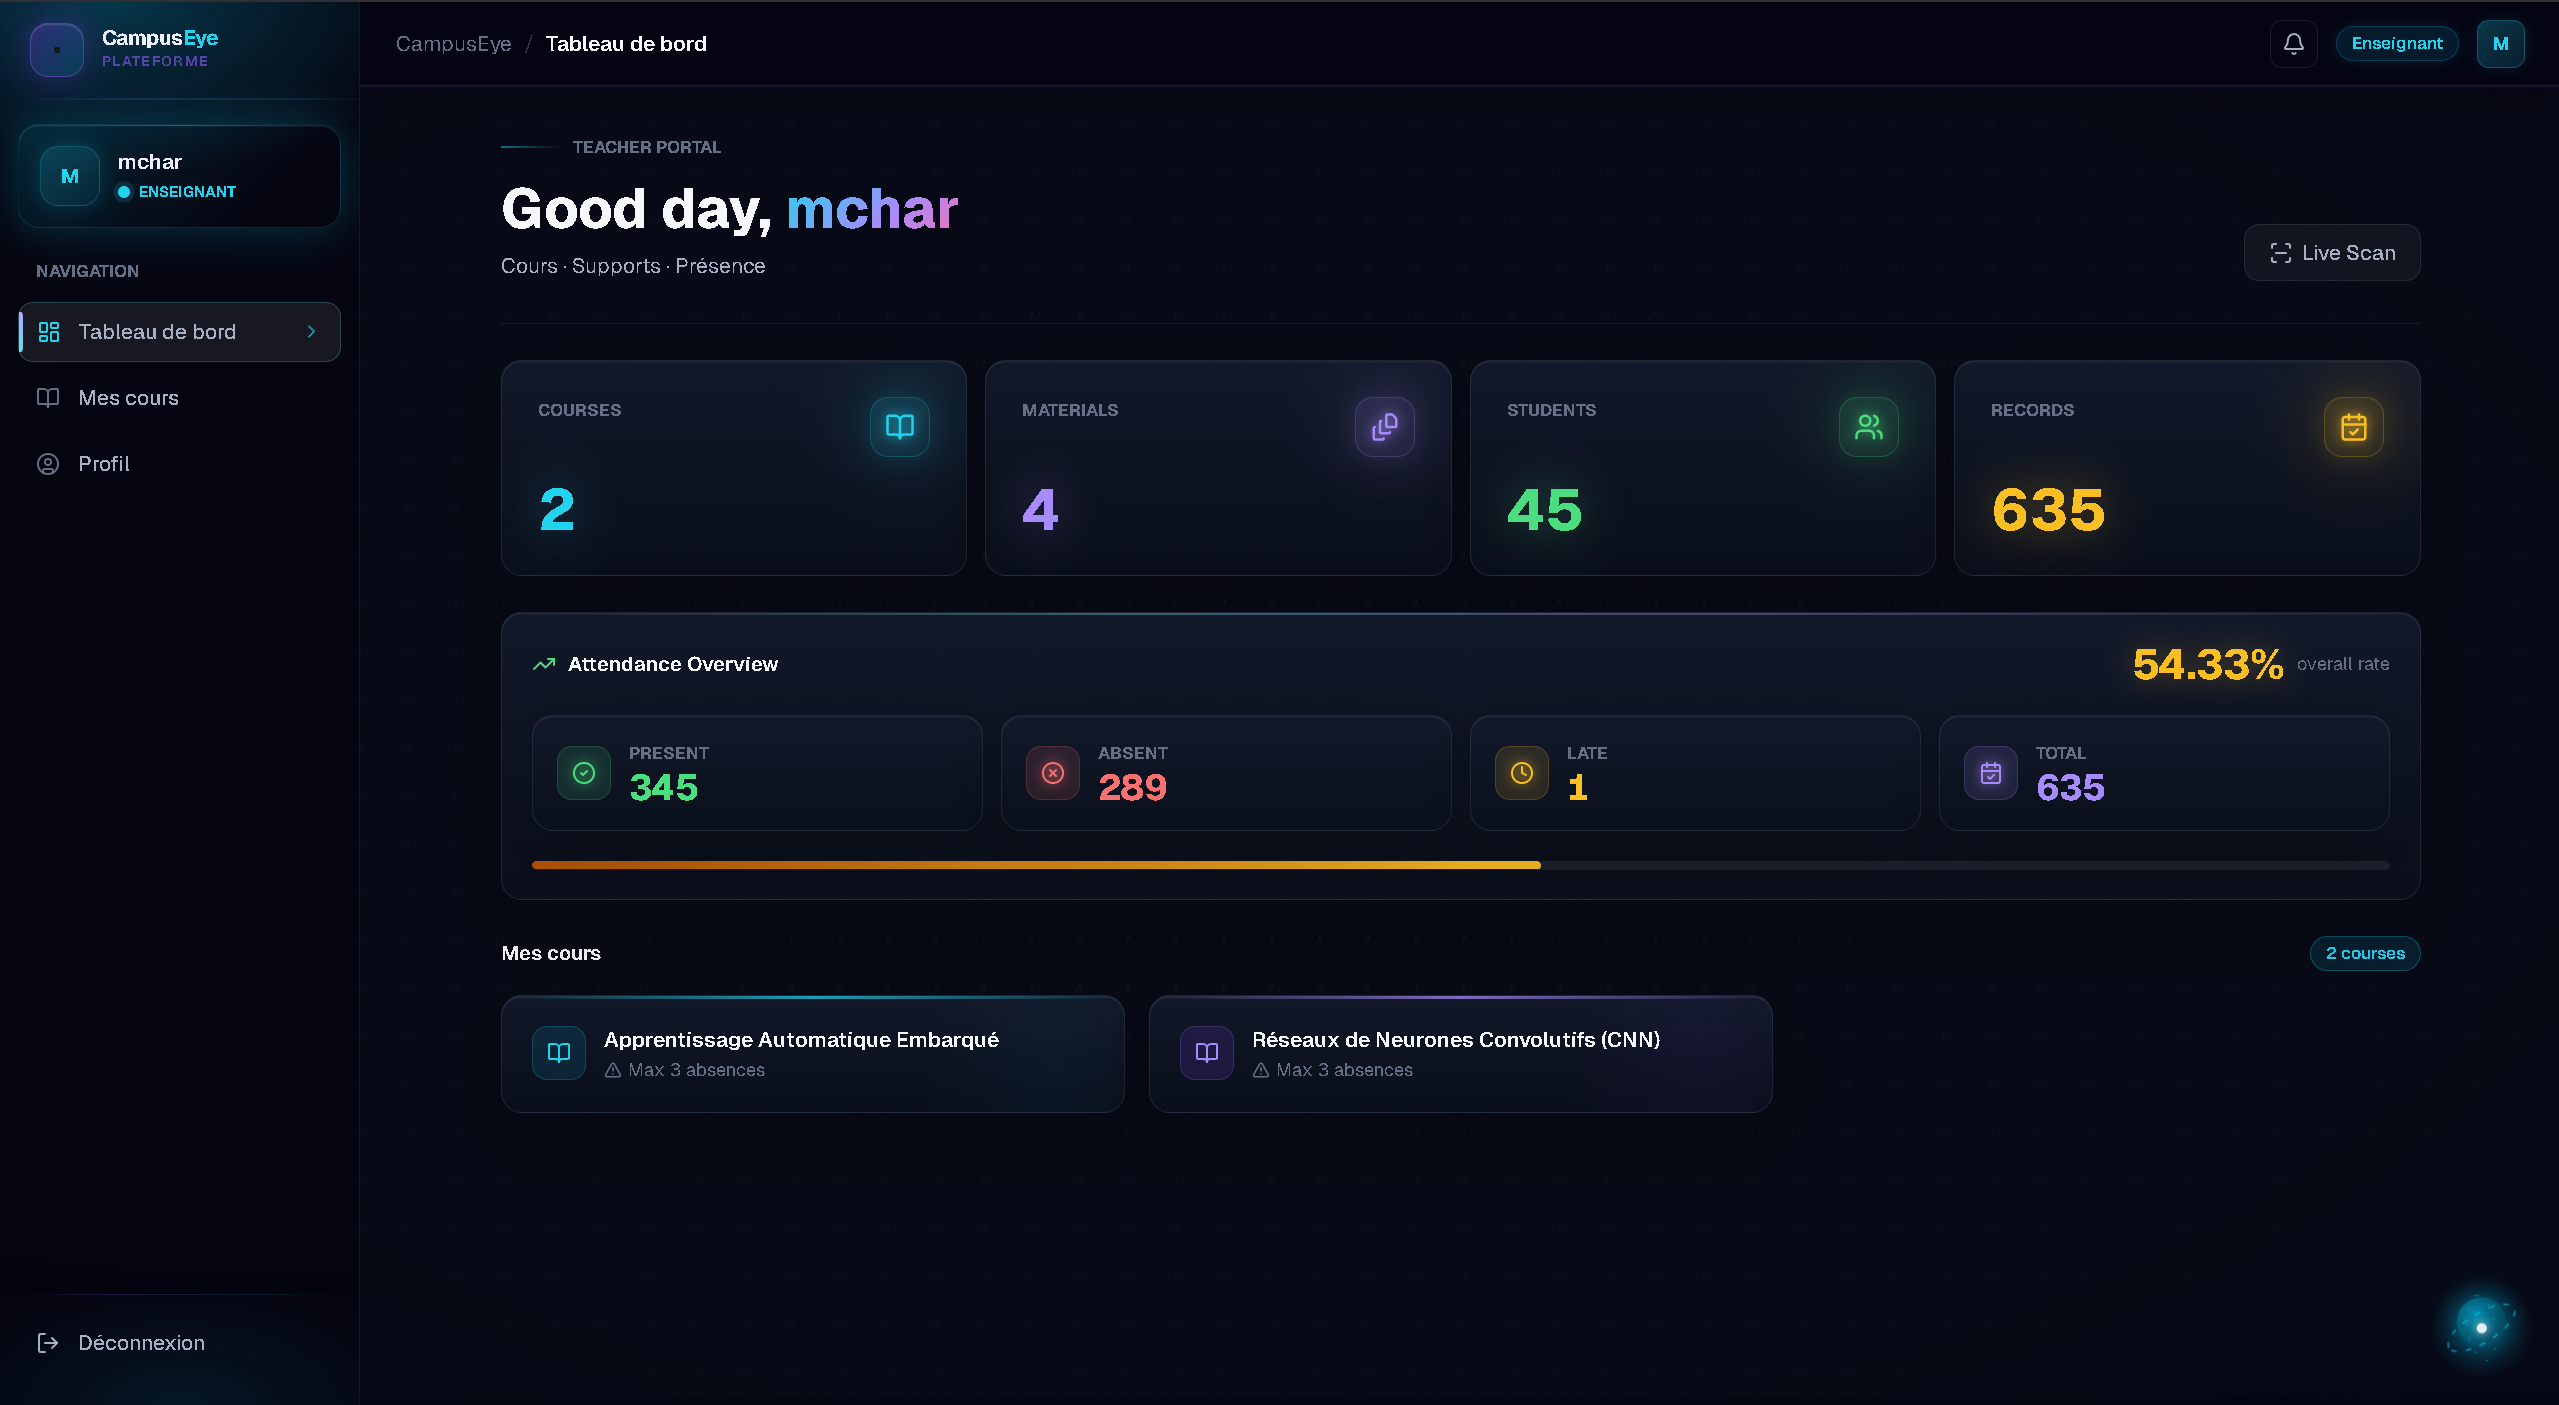 CampusEye
PLATEFORME
CampusEye / Tableau de bord
Enseignant
M
M
mchar
ENSEIGNANT
NAVIGATION
Tableau de bord
Mes cours
Profil
Déconnexion
TEACHER PORTAL
Good day, mchar
Cours · Supports · Présence
Live Scan
COURSES
2
MATERIALS
4
STUDENTS
45
RECORDS
635
Attendance Overview
54.33% overall rate
PRESENT
345
ABSENT
289
LATE
1
TOTAL
635
Mes cours
2 courses
Apprentissage Automatique Embarqué
Max 3 absences
Réseaux de Neurones Convolutifs (CNN)
Max 3 absences